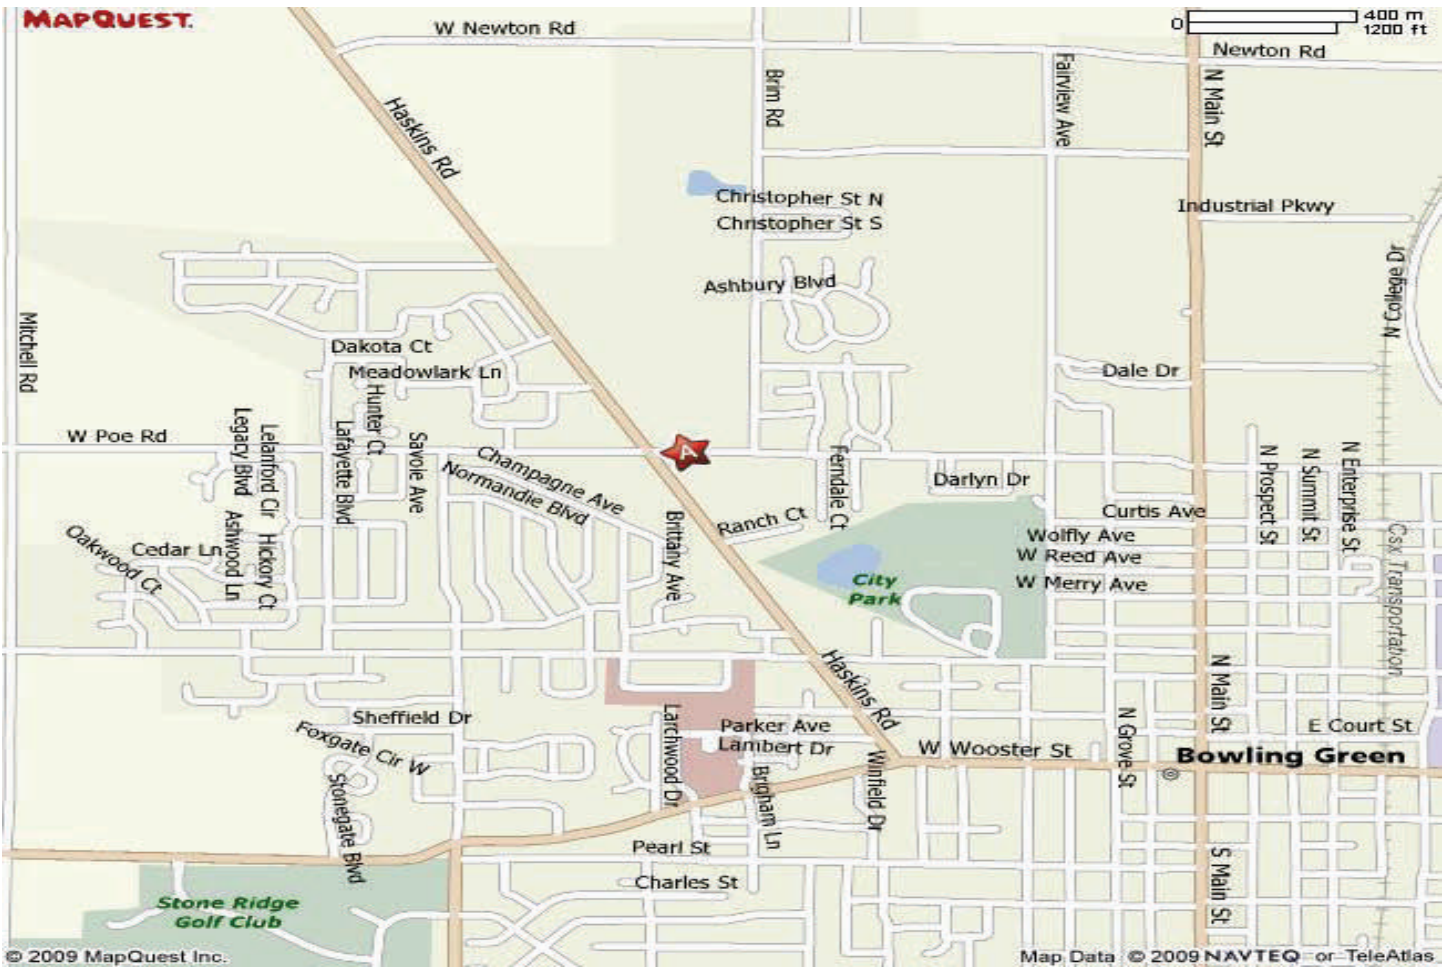 MAPQUEST.
0
400 m
1200 ft
W Newton Rd
Newton Rd
Haskins Rd
Brim Rd
Fairview Ave
N Main St
Christopher St N
Christopher St S
Industrial Pkwy
N College Dr
Ashbury Blvd
Mitchell Rd
Dakota Ct
Meadowlark Ln
Dale Dr
Hunter Ct
W Poe Rd
Legacy Blvd
Lelanford Cir
Lafayette Blvd
Savoie Ave
Champagne Ave
Normandie Blvd
A
Ferndale Ct
Darlyn Dr
N Prospect St
N Summit St
N Enterprise St
Brittany Ave
Ranch Ct
Curtis Ave
Wolfly Ave
W Reed Ave
W Merry Ave
Csx Transportation
Oakwood Ct
Cedar Ln
Ashwood Ln
Hickory Ct
City
Park
Haskins Rd
N Main St
Larchwood Dr
Sheffield Dr
Foxgate Cir W
Parker Ave
Lambert Dr
N Grove St
E Court St
W Wooster St
Bowling Green
Stonegate Blvd
Brigham Ln
Winfield Dr
Pearl St
Charles St
S Main St
Stone Ridge
Golf Club
© 2009 MapQuest Inc.
Map Data © 2009 NAVTEQ or TeleAtlas